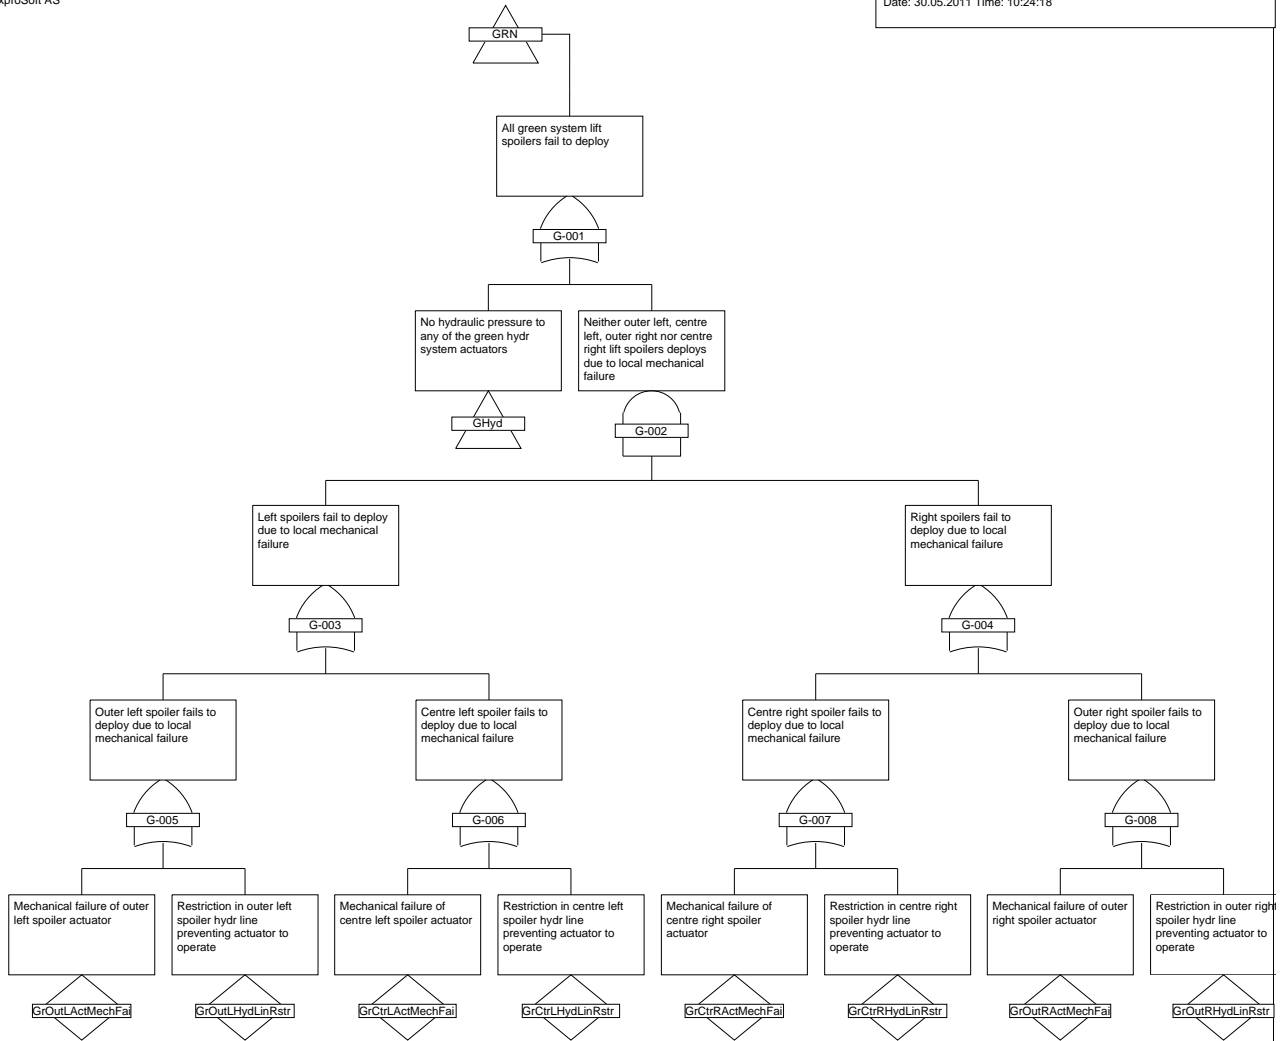 xproSoft AS
Date: 30.05.2011 Time: 10:24:18
GRN
All green system lift
spoilers fail to deploy
G-001
No hydraulic pressure to
any of the green hydr
system actuators
Neither outer left, centre
left, outer right nor centre
right lift spoilers deploys
due to local mechanical
failure
GHyd
G-002
Left spoilers fail to deploy
due to local mechanical
failure
Right spoilers fail to
deploy due to local
mechanical failure
G-003
G-004
Outer left spoiler fails to
deploy due to local
mechanical failure
Centre left spoiler fails to
deploy due to local
mechanical failure
Centre right spoiler fails to
deploy due to local
mechanical failure
Outer right spoiler fails to
deploy due to local
mechanical failure
G-005
G-006
G-007
G-008
Mechanical failure of outer
left spoiler actuator
Restriction in outer left
spoiler hydr line
preventing actuator to
operate
Mechanical failure of
centre left spoiler actuator
Restriction in centre left
spoiler hydr line
preventing actuator to
operate
Mechanical failure of
centre right spoiler
actuator
Restriction in centre right
spoiler hydr line
preventing actuator to
operate
Mechanical failure of outer
right spoiler actuator
Restriction in outer right
spoiler hydr line
preventing actuator to
operate
GrOutLActMechFai
GrOutLHydLinRstr
GrCtrLActMechFai
GrCtrLHydLinRstr
GrCtrRActMechFai
GrCtrRHydLinRstr
GrOutRActMechFai
GrOutRHydLinRstr